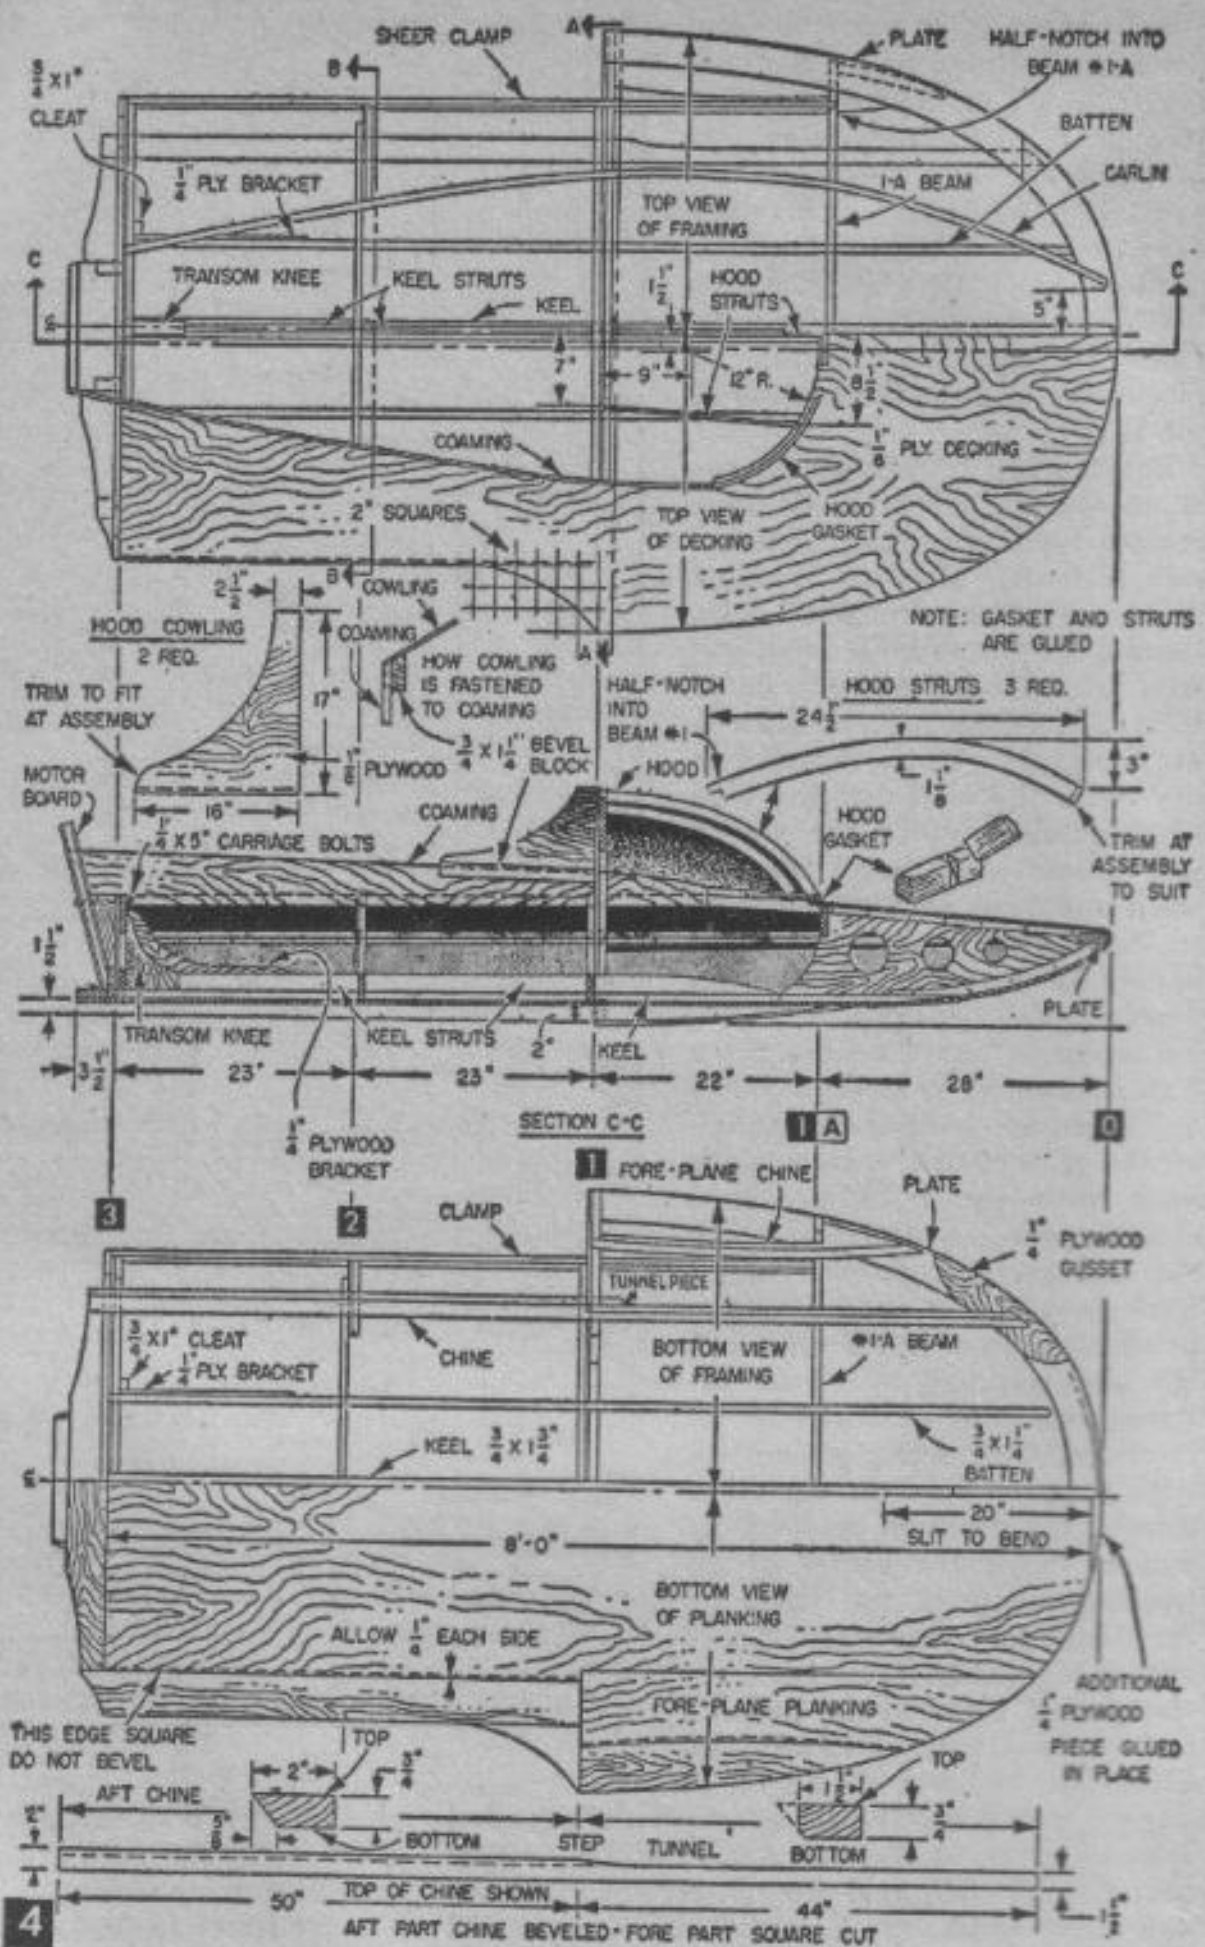 A
SHEER CLAMP
PLATE
HALF-NOTCH INTO
BEAM #1-A
3/4 X 1"
CLEAT
B
BATTEN
1/4" PLY. BRACKET
1-A BEAM
CARLIN
TOP VIEW
OF FRAMING
C
C
TRANSOM KNEE
KEEL STRUTS
KEEL
1 1/2"
HOOD
STRUTS
5"
7"
9"
12" R.
8 1/2"
COAMING
1/8" PLY. DECKING
2" SQUARES
TOP VIEW
OF DECKING
HOOD
GASKET
2 1/2"
B
COWLING
HOOD COWLING
2 REQ.
COAMING
NOTE: GASKET AND STRUTS
ARE GLUED
A
HOW COWLING
IS FASTENED
TO COAMING
HALF-NOTCH
INTO
BEAM #1
HOOD STRUTS 3 REQ.
24 1/2"
TRIM TO FIT
AT ASSEMBLY
17"
3/4 X 1 1/4" BEVEL
BLOCK
HOOD
3"
1 1/8"
MOTOR
BOARD
1/8" PLYWOOD
16"
COAMING
HOOD
GASKET
TRIM AT
ASSEMBLY
TO SUIT
1/4 X 5" CARRIAGE BOLTS
1 1/2"
PLATE
TRANSOM KNEE
KEEL STRUTS
2"
KEEL
3 1/2"
23"
23"
22"
28"
SECTION C-C
1 A
0
1/4" PLYWOOD
BRACKET
1
FORE-PLANE CHINE
PLATE
3
2
CLAMP
1/4" PLYWOOD
GUSSET
TUNNEL PIECE
3/4 X 1" CLEAT
1/4" PLY. BRACKET
CHINE
BOTTOM VIEW
OF FRAMING
#1-A BEAM
KEEL 3/4 X 1 3/4"
3/4 X 1 1/4"
BATTEN
20"
8'-0"
SLIT TO BEND
BOTTOM VIEW
OF PLANKING
ALLOW 1/4" EACH SIDE
ADDITIONAL
1/4" PLYWOOD
PIECE GLUED
IN PLACE
FORE-PLANE PLANKING
THIS EDGE SQUARE
DO NOT BEVEL
TOP
TOP
2"
3/4"
1 1/2"
3/4"
AFT CHINE
BOTTOM
STEP
TUNNEL
BOTTOM
50"
TOP OF CHINE SHOWN
44"
1 1/2"
4
AFT PART CHINE BEVELED-FORE PART SQUARE CUT